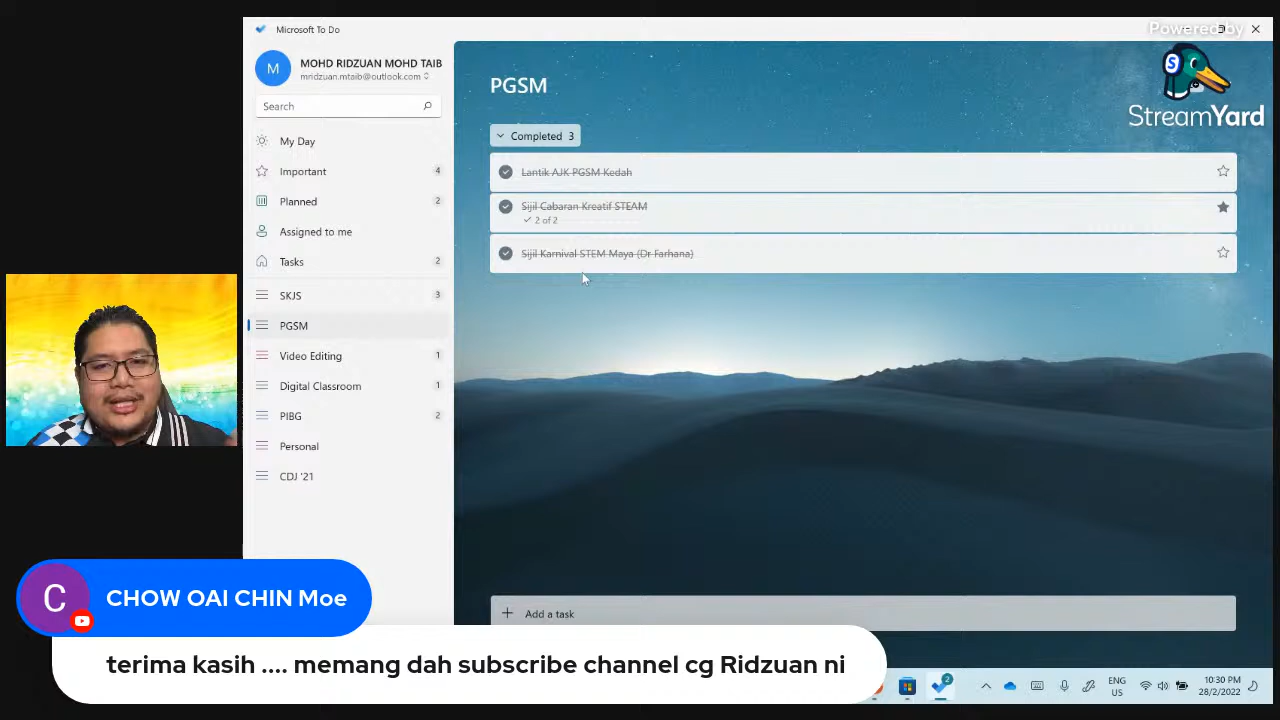 Microsoft To Do
Powered by
StreamYard
M
MOHD RIDZUAN MOHD TAIB
mridzuan.mtaib@outlook.com
Search
My Day
Important 4
Planned 2
Assigned to me
Tasks 2
SKJS 3
PGSM
Video Editing 1
Digital Classroom 1
PIBG 2
Personal
CDJ '21
PGSM
Completed 3
Lantik AJK PGSM Kedah
Sijil Cabaran Kreatif STEAM
2 of 2
Sijil Karnival STEM Maya (Dr Farhana)
Add a task
C
CHOW OAI CHIN Moe
terima kasih .... memang dah subscribe channel cg Ridzuan ni
2
ENG
US
10:30 PM
28/2/2022